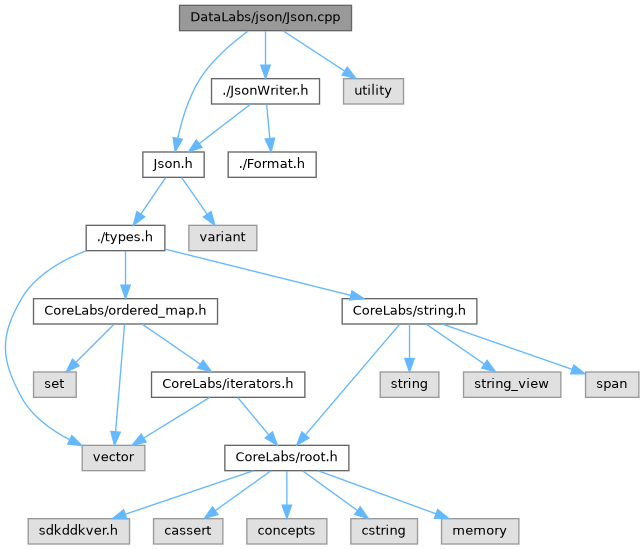 DataLabs/json/Json.cpp
./JsonWriter.h
utility
Json.h
./Format.h
./types.h
variant
CoreLabs/ordered_map.h
CoreLabs/string.h
set
CoreLabs/iterators.h
string
string_view
span
vector
CoreLabs/root.h
sdkddkver.h
cassert
concepts
cstring
memory